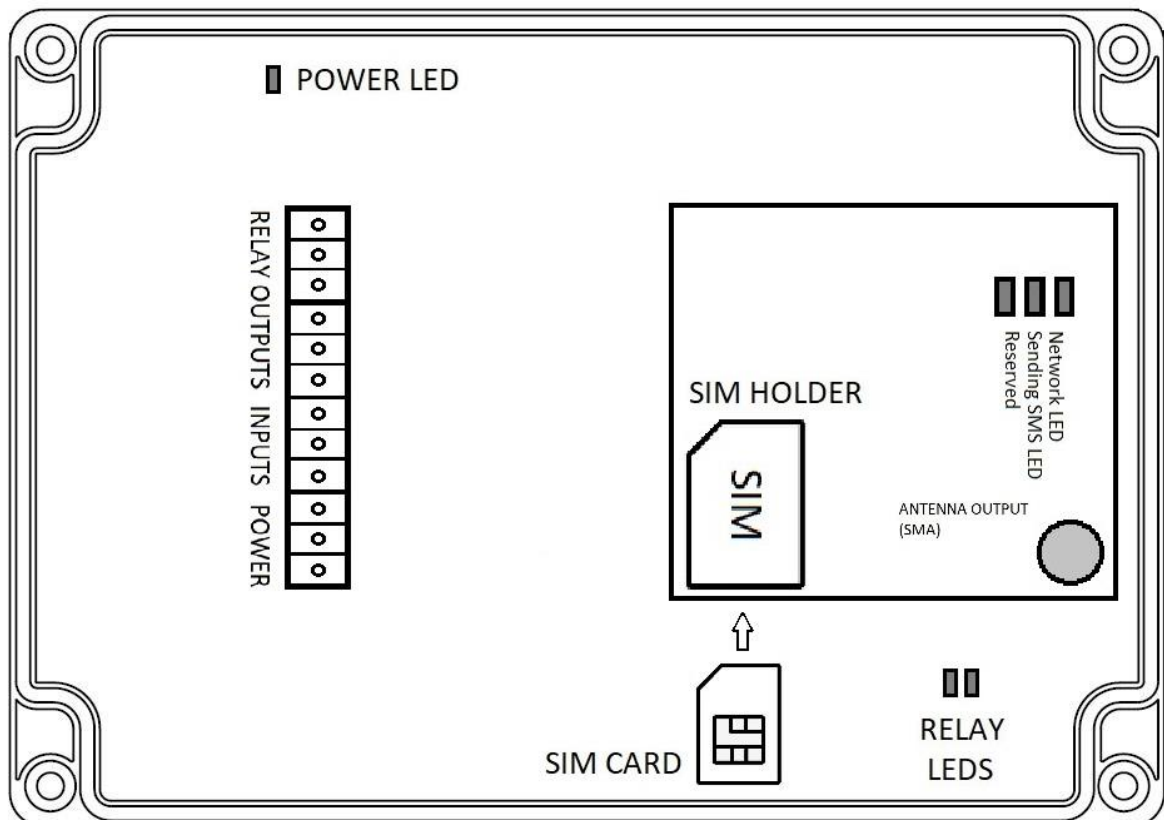 POWER LED
RELAY OUTPUTS
INPUTS
POWER
Network LED
Sending SMS LED
Reserved
SIM HOLDER
SIM
ANTENNA OUTPUT
(SMA)
SIM CARD
RELAY
LEDS